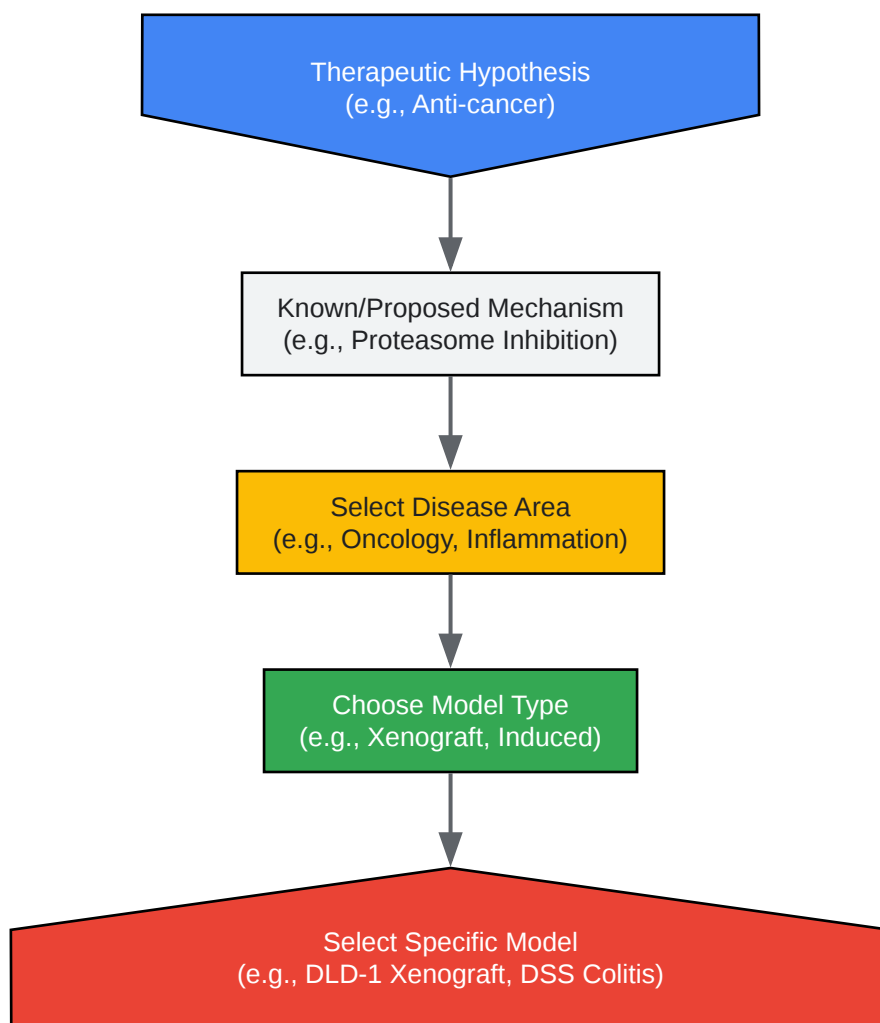 Therapeutic Hypothesis
(e.g., Anti-cancer)
Known/Proposed Mechanism
(e.g., Proteasome Inhibition)
Select Disease Area
(e.g., Oncology, Inflammation)
Choose Model Type
(e.g., Xenograft, Induced)
Select Specific Model
(e.g., DLD-1 Xenograft, DSS Colitis)